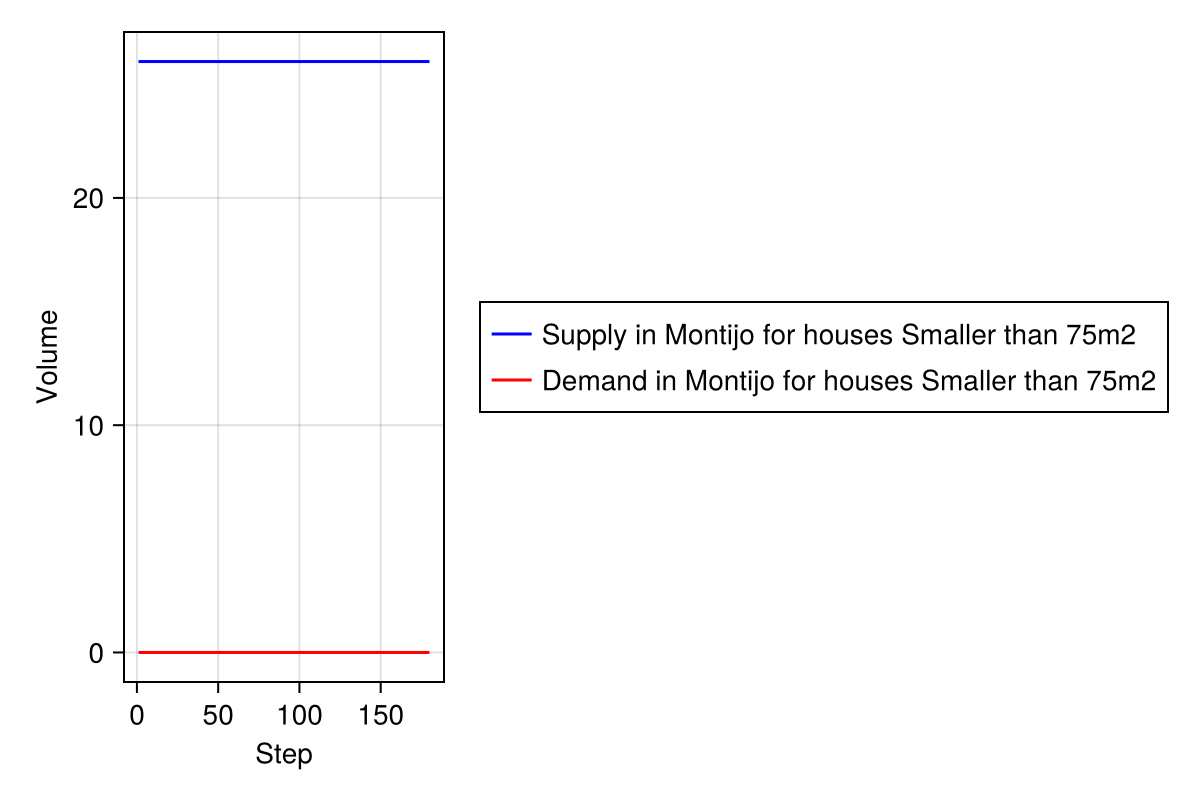 Volume
20
10
0
0 50 100 150
Step
Supply in Montijo for houses Smaller than 75m2
Demand in Montijo for houses Smaller than 75m2